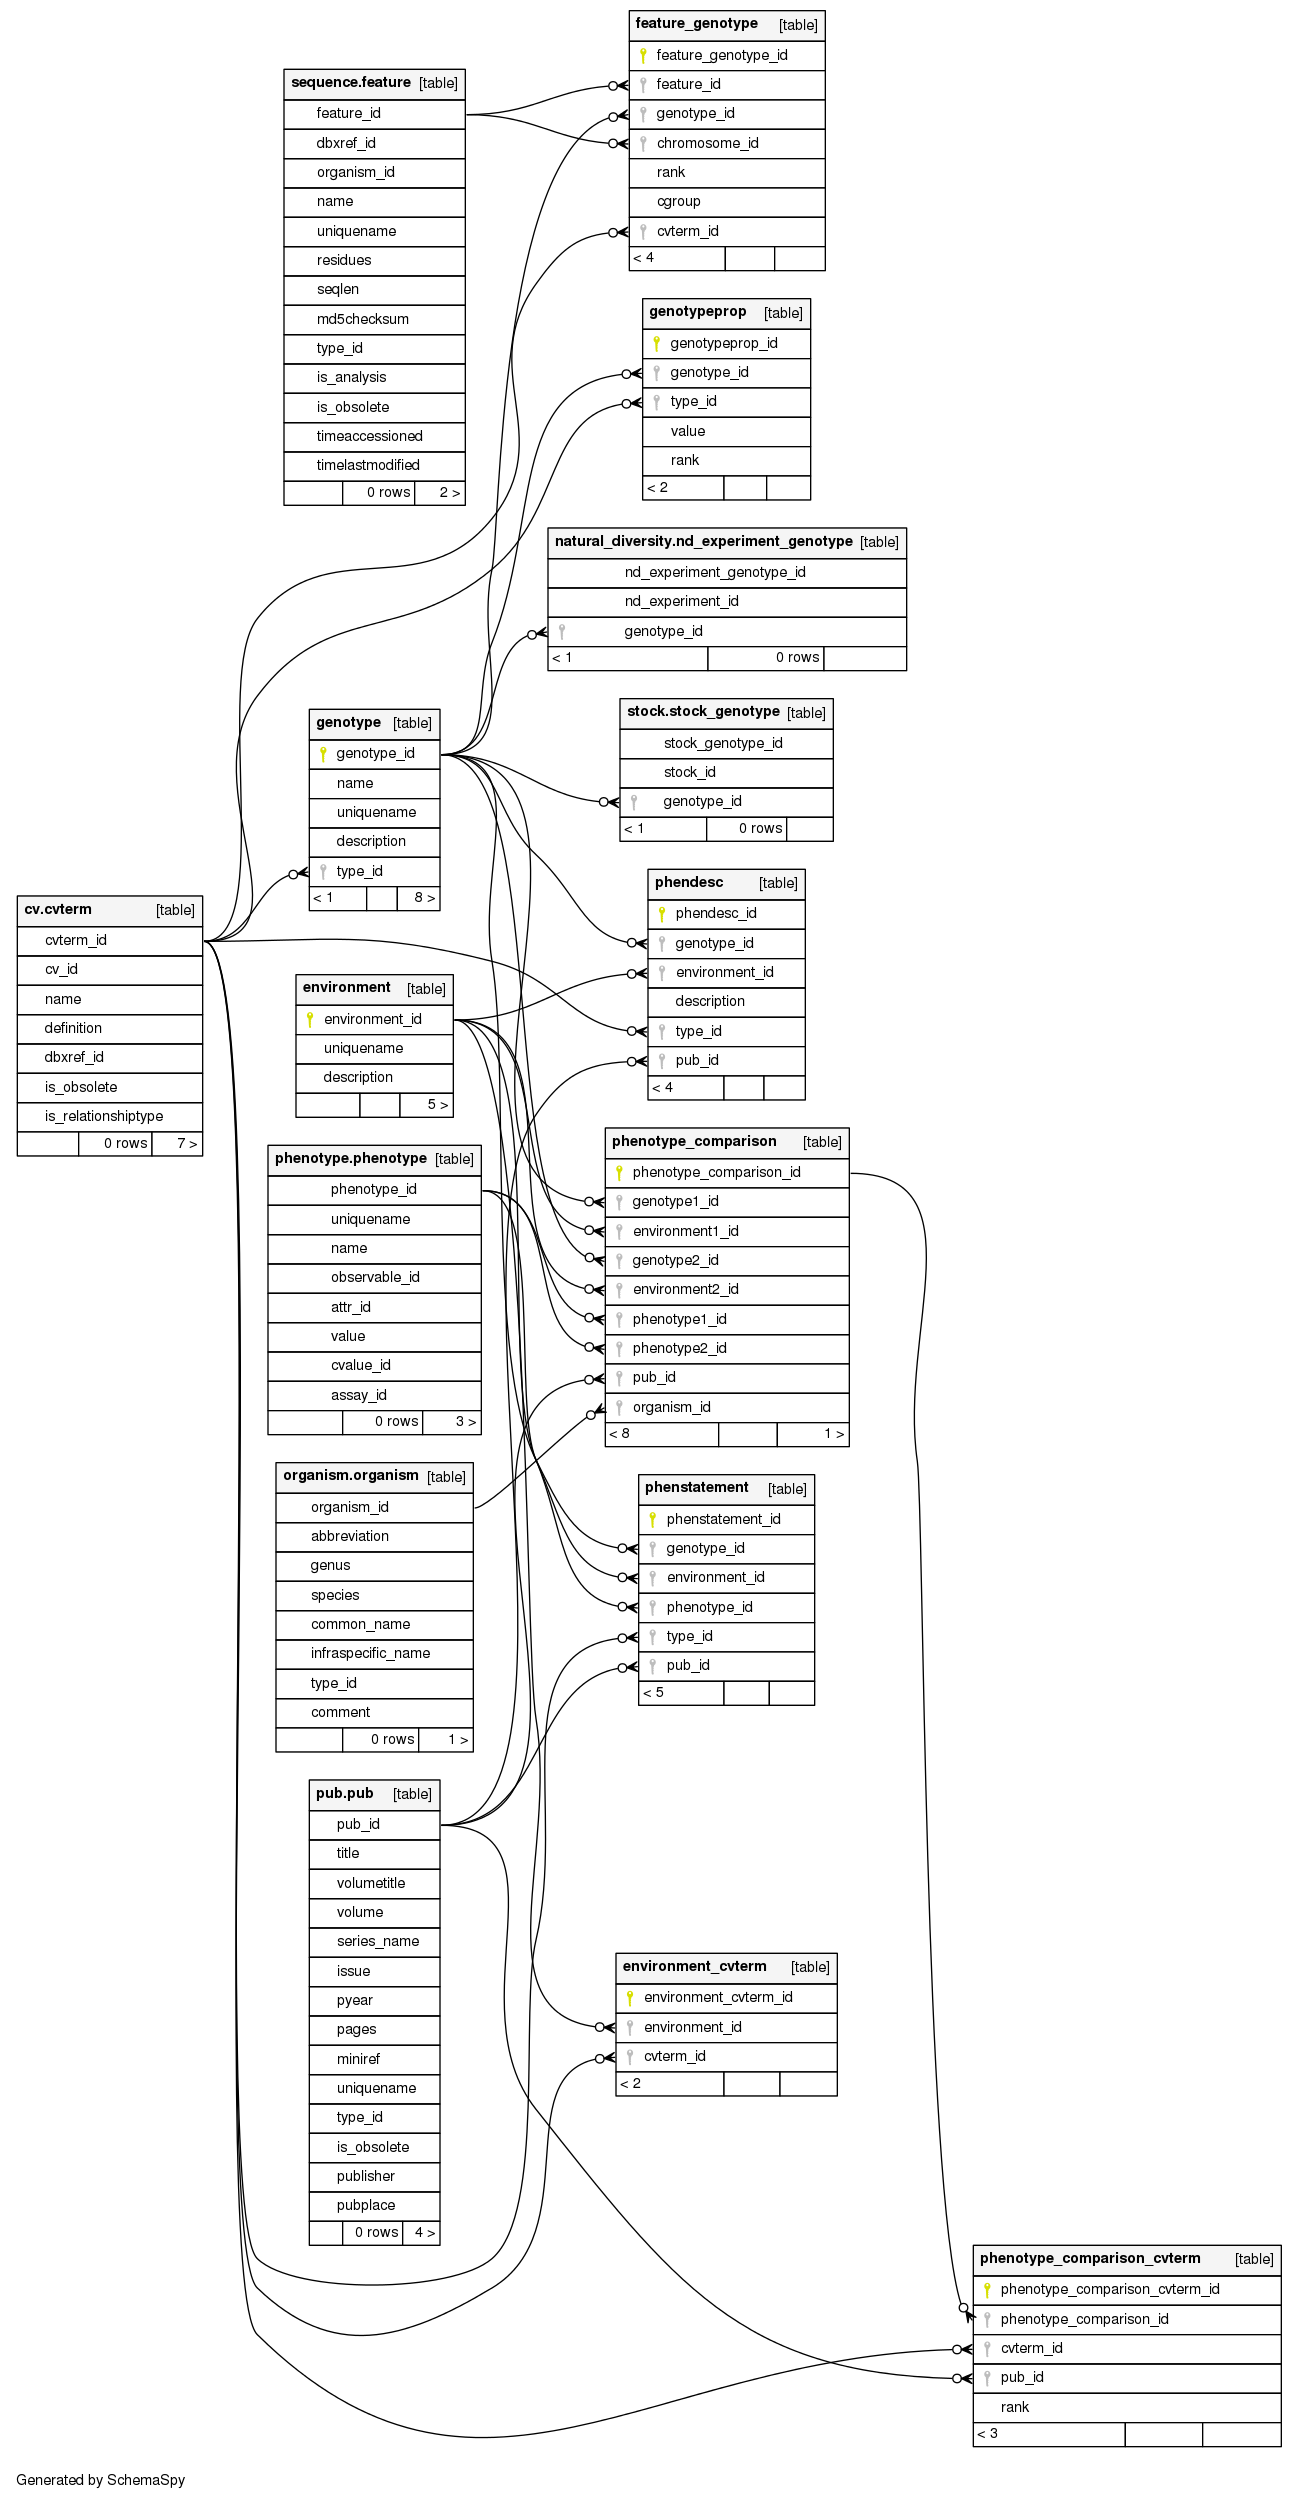 feature_genotype [table]
feature_genotype_id
feature_id
genotype_id
chromosome_id
rank
cgroup
cvterm_id
< 4
sequence.feature [table]
feature_id
dbxref_id
organism_id
name
uniquename
residues
seqlen
md5checksum
type_id
is_analysis
is_obsolete
timeaccessioned
timelastmodified
0 rows 2 >
genotypeprop [table]
genotypeprop_id
genotype_id
type_id
value
rank
< 2
natural_diversity.nd_experiment_genotype [table]
nd_experiment_genotype_id
nd_experiment_id
genotype_id
< 1 0 rows
stock.stock_genotype [table]
stock_genotype_id
stock_id
genotype_id
< 1 0 rows
genotype [table]
genotype_id
name
uniquename
description
type_id
< 1 8 >
phendesc [table]
phendesc_id
genotype_id
environment_id
description
type_id
pub_id
< 4
cv.cvterm [table]
cvterm_id
cv_id
name
definition
dbxref_id
is_obsolete
is_relationshiptype
0 rows 7 >
environment [table]
environment_id
uniquename
description
5 >
phenotype_comparison [table]
phenotype_comparison_id
genotype1_id
environment1_id
genotype2_id
environment2_id
phenotype1_id
phenotype2_id
pub_id
organism_id
< 8 1 >
phenotype.phenotype [table]
phenotype_id
uniquename
name
observable_id
attr_id
value
cvalue_id
assay_id
0 rows 3 >
organism.organism [table]
organism_id
abbreviation
genus
species
common_name
infraspecific_name
type_id
comment
0 rows 1 >
phenstatement [table]
phenstatement_id
genotype_id
environment_id
phenotype_id
type_id
pub_id
< 5
pub.pub [table]
pub_id
title
volumetitle
volume
series_name
issue
pyear
pages
miniref
uniquename
type_id
is_obsolete
publisher
pubplace
0 rows 4 >
environment_cvterm [table]
environment_cvterm_id
environment_id
cvterm_id
< 2
phenotype_comparison_cvterm [table]
phenotype_comparison_cvterm_id
phenotype_comparison_id
cvterm_id
pub_id
rank
< 3
Generated by SchemaSpy